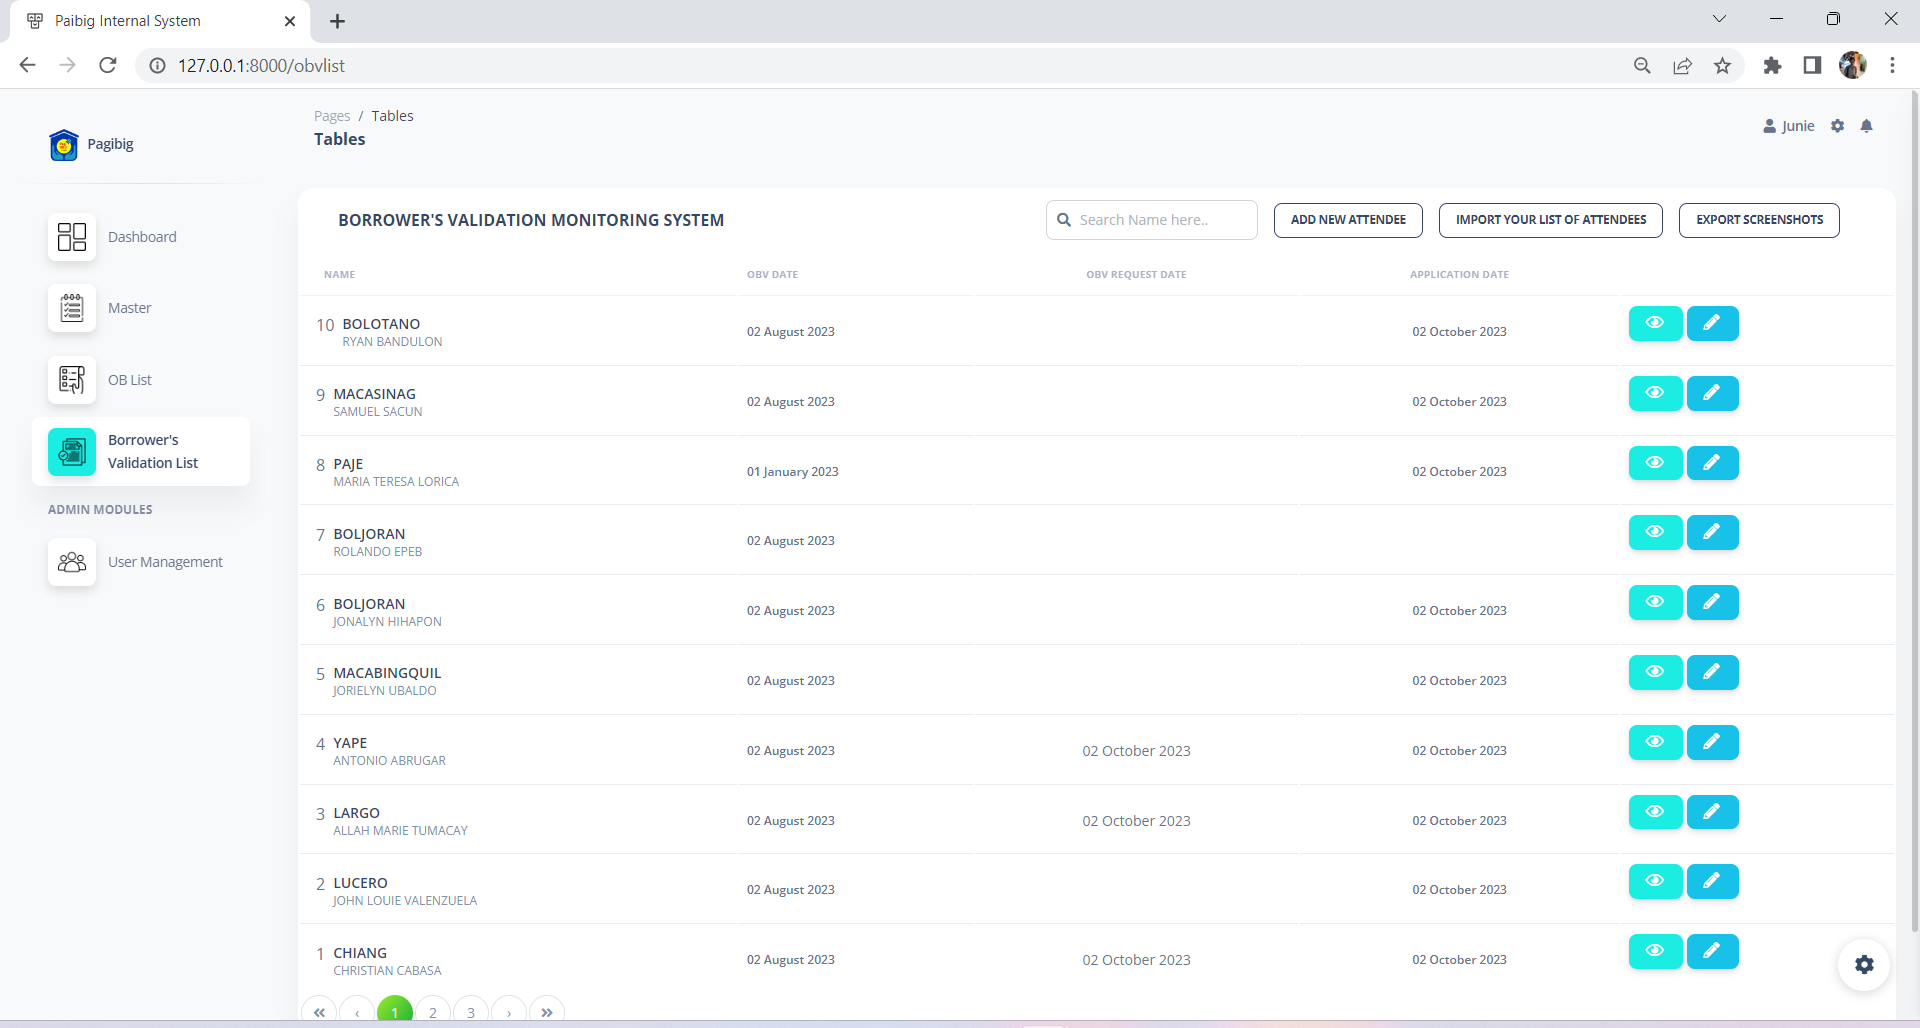 Paibig Internal System
127.0.0.1:8000/obvlist
Pages / Tables
Tables
Junie
Pagibig
Dashboard
Master
OB List
Borrower's
Validation List
ADMIN MODULES
User Management
BORROWER'S VALIDATION MONITORING SYSTEM
Search Name here..
ADD NEW ATTENDEE
IMPORT YOUR LIST OF ATTENDEES
EXPORT SCREENSHOTS
NAME OBV DATE OBV REQUEST DATE APPLICATION DATE
10 BOLOTANO
RYAN BANDULON
02 August 2023 02 October 2023
9 MACASINAG
SAMUEL SACUN
02 August 2023 02 October 2023
8 PAJE
MARIA TERESA LORICA
01 January 2023 02 October 2023
7 BOLJORAN
ROLANDO EPEB
02 August 2023
6 BOLJORAN
JONALYN HIHAPON
02 August 2023 02 October 2023
5 MACABINGQUIL
JORIELYN UBALDO
02 August 2023 02 October 2023
4 YAPE
ANTONIO ABRUGAR
02 August 2023 02 October 2023 02 October 2023
3 LARGO
ALLAH MARIE TUMACAY
02 August 2023 02 October 2023 02 October 2023
2 LUCERO
JOHN LOUIE VALENZUELA
02 August 2023 02 October 2023
1 CHIANG
CHRISTIAN CABASA
02 August 2023 02 October 2023 02 October 2023
« ‹ 1 2 3 › »